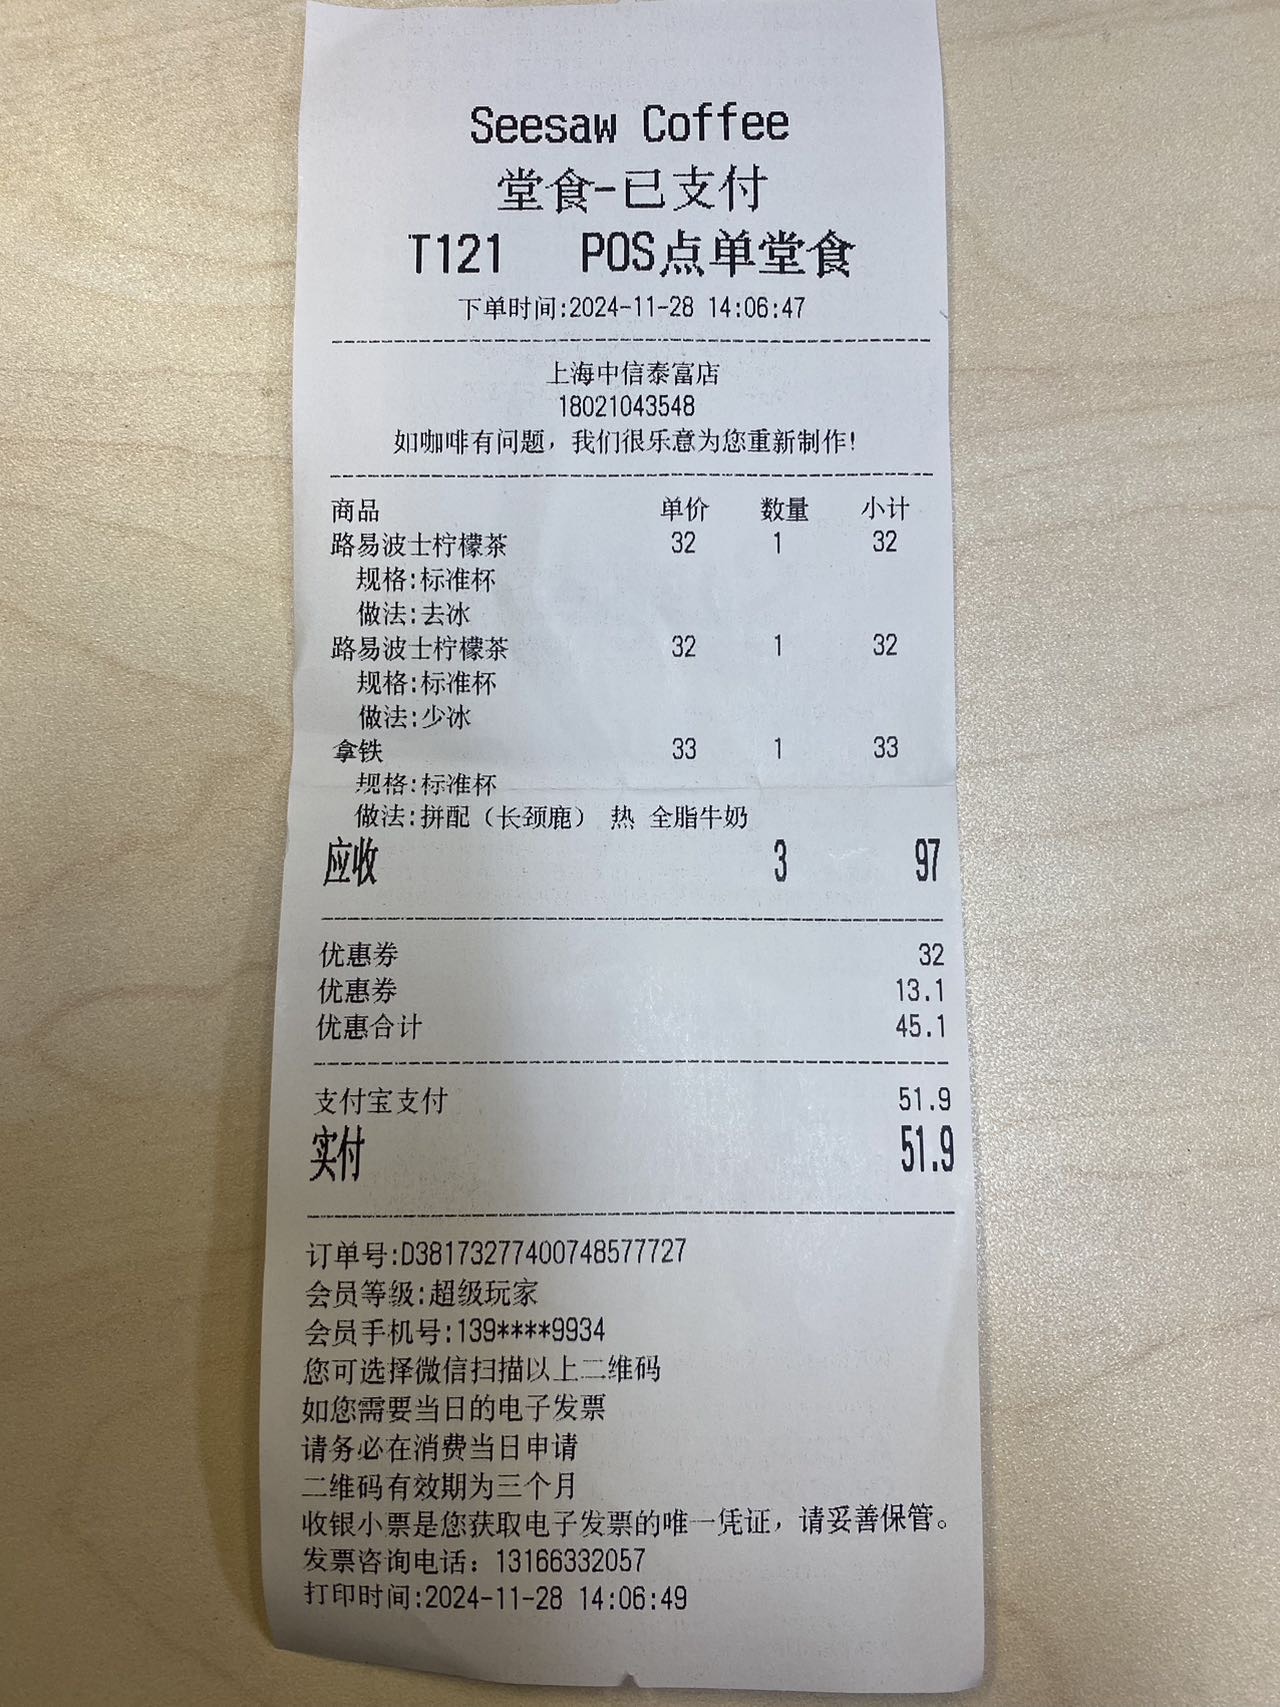 Seesaw Coffee
堂食-已支付
T121 POS点单堂食
下单时间:2024-11-28 14:06:47
上海中信泰富店
18021043548
如咖啡有问题，我们很乐意为您重新制作!
商品 单价 数量 小计
路易波士柠檬茶 32 1 32
规格:标准杯
做法:去冰
路易波士柠檬茶 32 1 32
规格:标准杯
做法:少冰
拿铁 33 1 33
规格:标准杯
做法:拼配（长颈鹿） 热 全脂牛奶
应收 3 97
优惠券 32
优惠券 13.1
优惠合计 45.1
支付宝支付 51.9
实付 51.9
订单号:D38173277400748577727
会员等级:超级玩家
会员手机号:139****9934
您可选择微信扫描以上二维码
如您需要当日的电子发票
请务必在消费当日申请
二维码有效期为三个月
收银小票是您获取电子发票的唯一凭证，请妥善保管。
发票咨询电话：13166332057
打印时间:2024-11-28 14:06:49